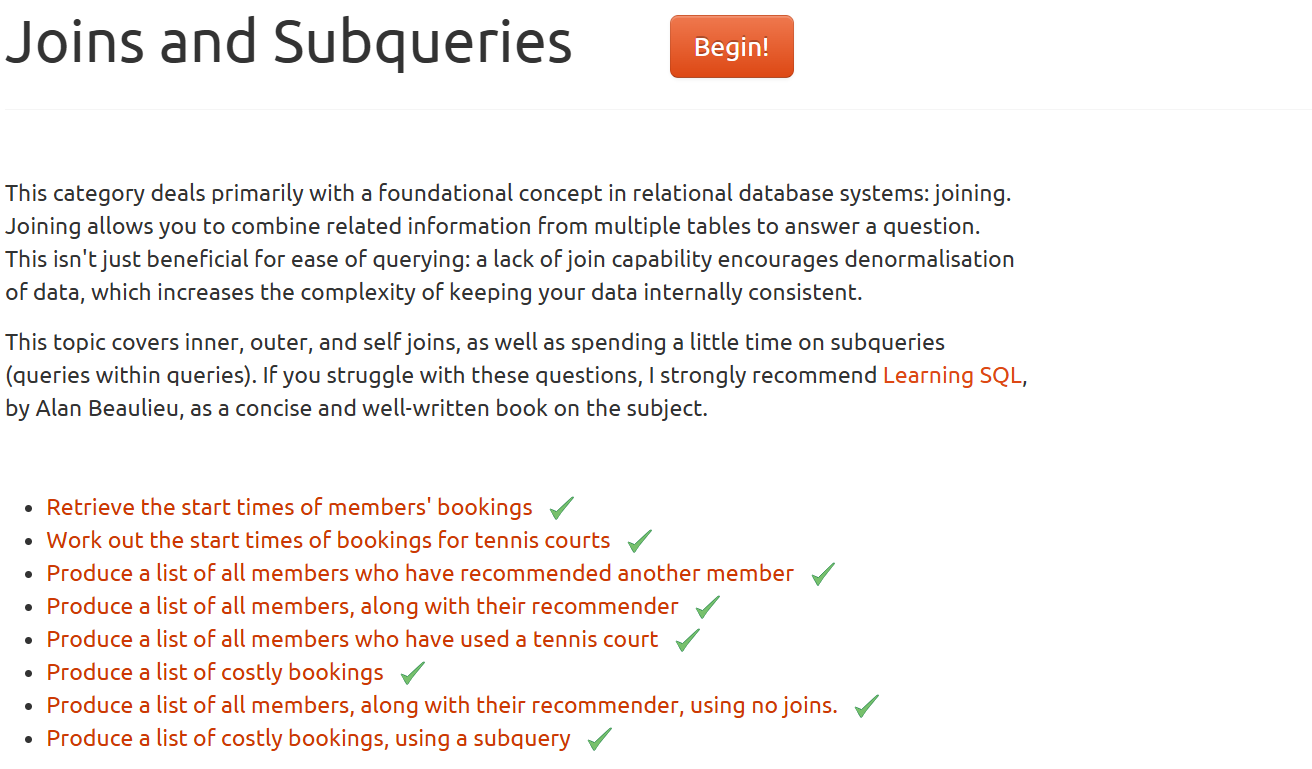 Joins and Subqueries
Begin!
This category deals primarily with a foundational concept in relational database systems: joining.
Joining allows you to combine related information from multiple tables to answer a question.
This isn't just beneficial for ease of querying: a lack of join capability encourages denormalisation
of data, which increases the complexity of keeping your data internally consistent.
This topic covers inner, outer, and self joins, as well as spending a little time on subqueries
(queries within queries). If you struggle with these questions, I strongly recommend Learning SQL,
by Alan Beaulieu, as a concise and well-written book on the subject.
Retrieve the start times of members' bookings
Work out the start times of bookings for tennis courts
Produce a list of all members who have recommended another member
Produce a list of all members, along with their recommender
Produce a list of all members who have used a tennis court
Produce a list of costly bookings
Produce a list of all members, along with their recommender, using no joins.
Produce a list of costly bookings, using a subquery